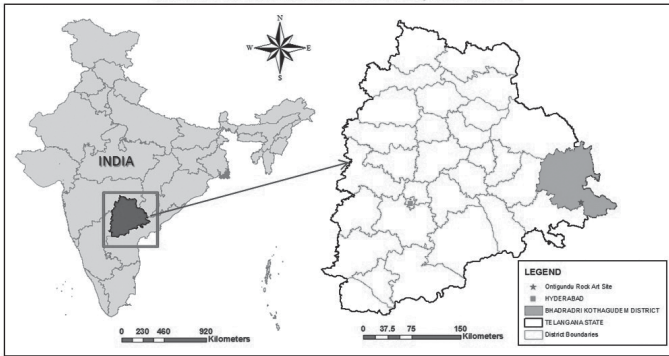 N
W E
S
INDIA
0 230 460 920
Kilometers
0 37.5 75 150
Kilometers
LEGEND
Ontigundu Rock Art Site
HYDERABAD
BHADRADRI KOTHAGUDEM DISTRICT
TELANGANA STATE
District Boundaries